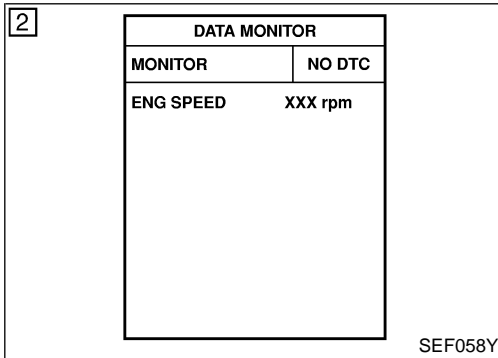 2
DATA MONITOR
MONITOR NO DTC
ENG SPEED XXX rpm
SEF058Y